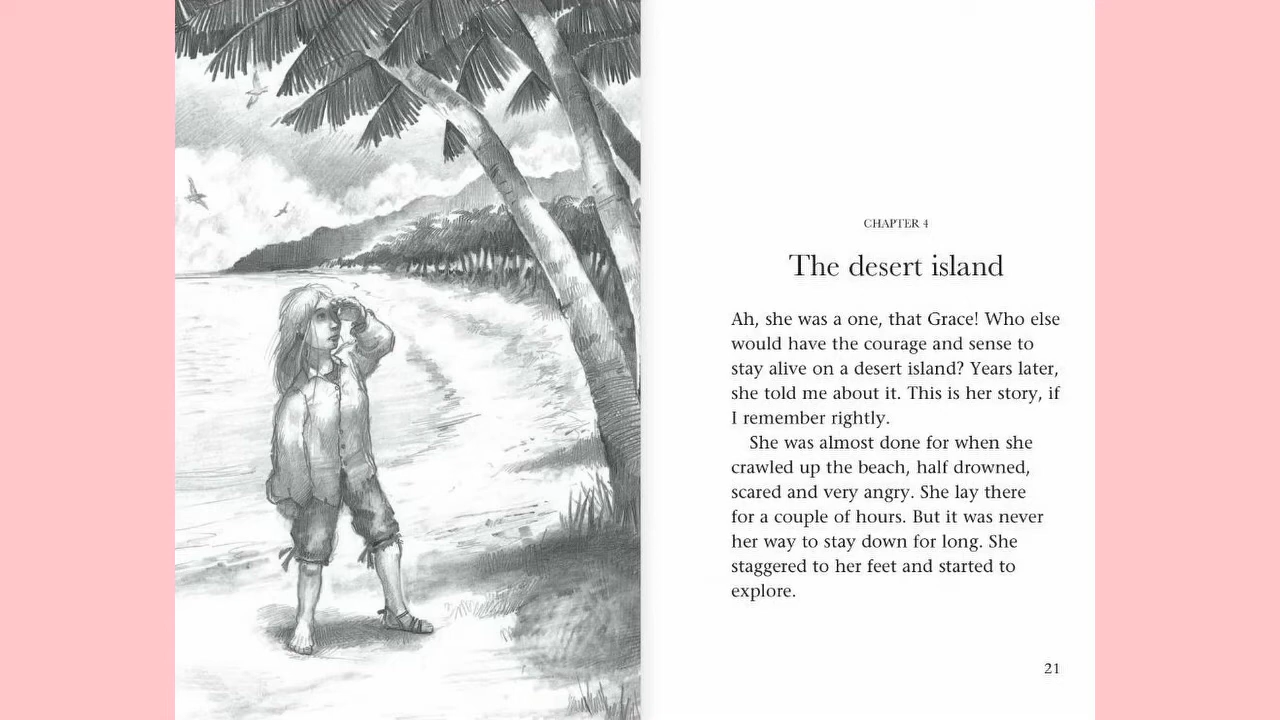 CHAPTER 4
The desert island
Ah, she was a one, that Grace! Who else
would have the courage and sense to
stay alive on a desert island? Years later,
she told me about it. This is her story, if
I remember rightly.
She was almost done for when she
crawled up the beach, half drowned,
scared and very angry. She lay there
for a couple of hours. But it was never
her way to stay down for long. She
staggered to her feet and started to
explore.
21